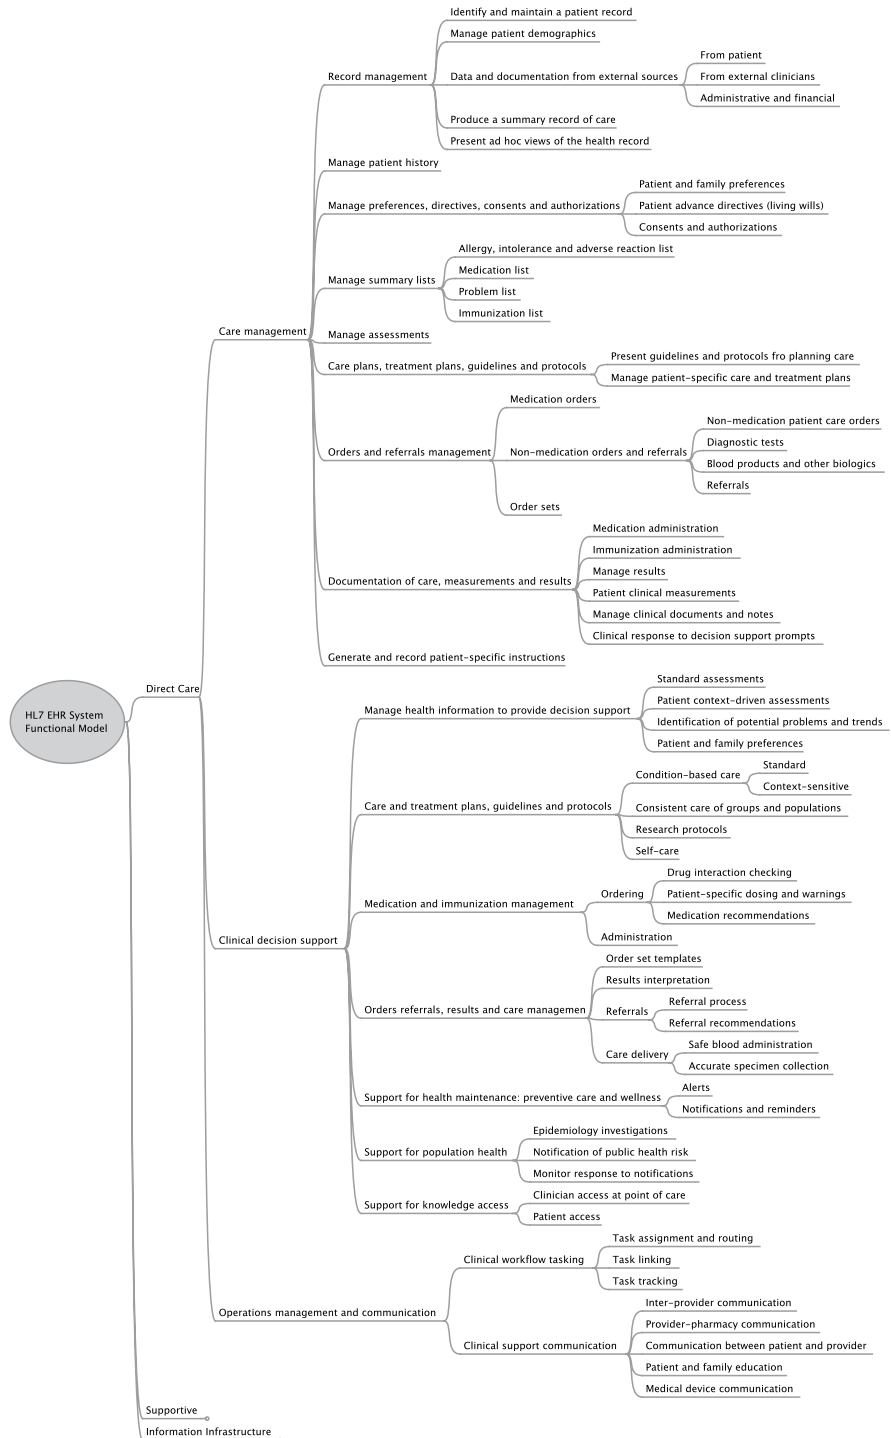 HL7 EHR System
Functional Model
Direct Care
Care management
Record management
Identify and maintain a patient record
Manage patient demographics
Data and documentation from external sources
From patient
From external clinicians
Administrative and financial
Produce a summary record of care
Present ad hoc views of the health record
Manage patient history
Manage preferences, directives, consents and authorizations
Patient and family preferences
Patient advance directives (living wills)
Consents and authorizations
Manage summary lists
Allergy, intolerance and adverse reaction list
Medication list
Problem list
Immunization list
Manage assessments
Care plans, treatment plans, guidelines and protocols
Present guidelines and protocols fro planning care
Manage patient-specific care and treatment plans
Orders and referrals management
Medication orders
Non-medication orders and referrals
Non-medication patient care orders
Diagnostic tests
Blood products and other biologics
Referrals
Order sets
Documentation of care, measurements and results
Medication administration
Immunization administration
Manage results
Patient clinical measurements
Manage clinical documents and notes
Clinical response to decision support prompts
Generate and record patient-specific instructions
Clinical decision support
Manage health information to provide decision support
Standard assessments
Patient context-driven assessments
Identification of potential problems and trends
Patient and family preferences
Care and treatment plans, guidelines and protocols
Condition-based care
Standard
Context-sensitive
Consistent care of groups and populations
Research protocols
Self-care
Medication and immunization management
Ordering
Drug interaction checking
Patient-specific dosing and warnings
Medication recommendations
Administration
Orders referrals, results and care managemen
Order set templates
Results interpretation
Referrals
Referral process
Referral recommendations
Care delivery
Safe blood administration
Accurate specimen collection
Support for health maintenance: preventive care and wellness
Alerts
Notifications and reminders
Support for population health
Epidemiology investigations
Notification of public health risk
Monitor response to notifications
Support for knowledge access
Clinician access at point of care
Patient access
Operations management and communication
Clinical workflow tasking
Task assignment and routing
Task linking
Task tracking
Clinical support communication
Inter-provider communication
Provider-pharmacy communication
Communication between patient and provider
Patient and family education
Medical device communication
Supportive
Information Infrastructure